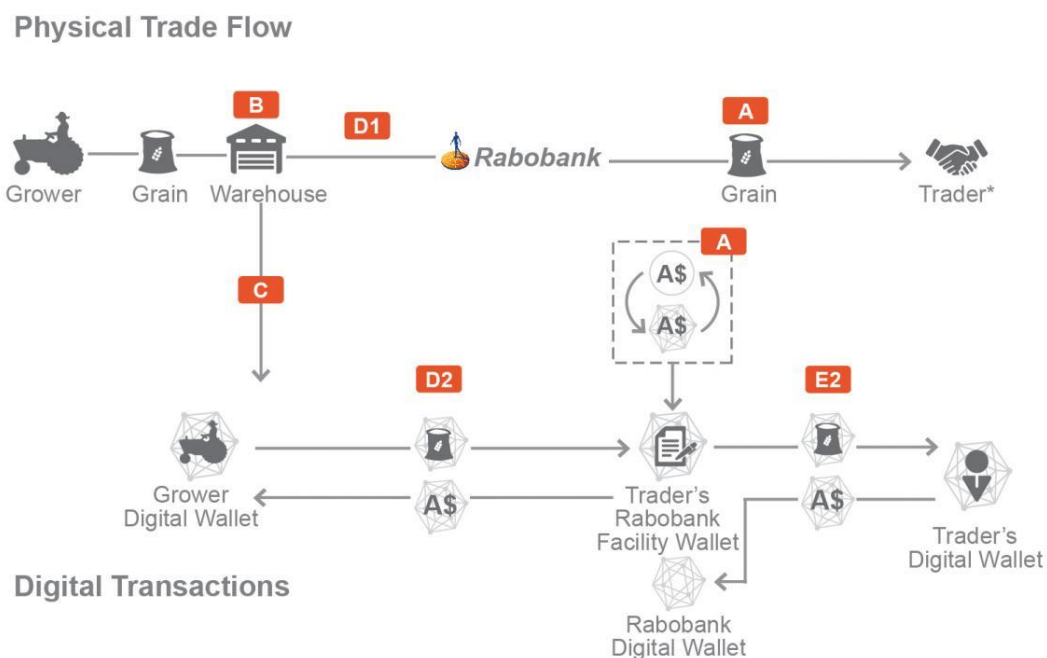 Physical Trade Flow
B
D1
A
Rabobank
Grower
Grain
Warehouse
Grain
Trader*
A
C
A$
A$
D2
E2
Grower
Digital Wallet
A$
Trader's
Rabobank
Facility Wallet
A$
Trader's
Digital Wallet
Digital Transactions
Rabobank
Digital Wallet